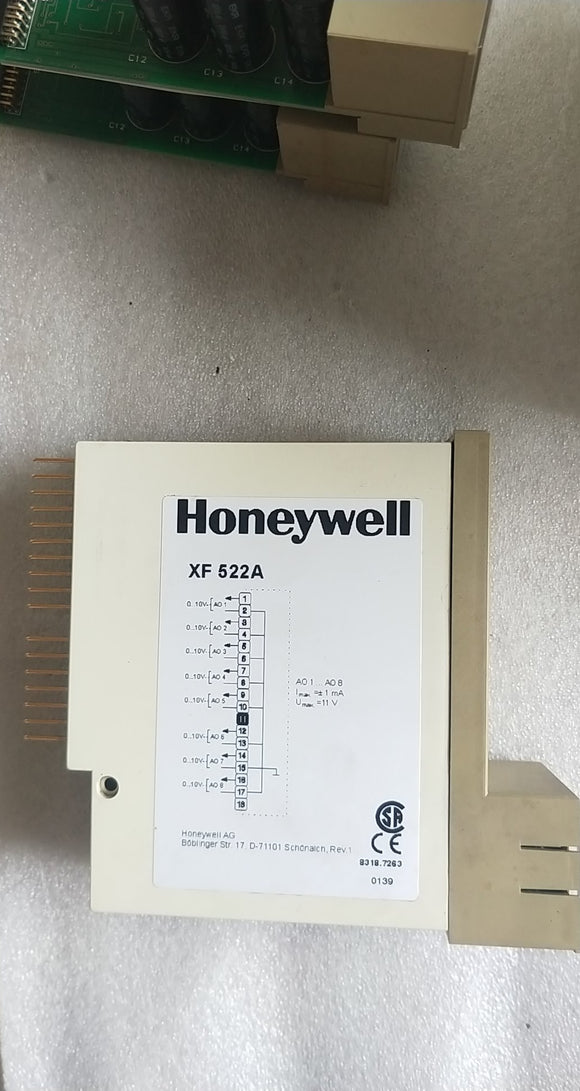 C12
C13
C14
C12
C13
C14
Honeywell
XF 522A
0...10V- AO 1 1
2
0...10V- AO 2 3
4
0...10V- AO 3 5
6
0...10V- AO 4 7
8
0...10V- AO 5 9
10
11
0...10V- AO 6 12
13
0...10V- AO 7 14
15
0...10V- AO 8 16
17
18
AO 1 ... AO 8
Imax. =± 1 mA
Umax. =11 V
SA
CE
Honeywell AG
Böblinger Str. 17, D-71101 Schönaich, Rev.1
8318.7263
0139